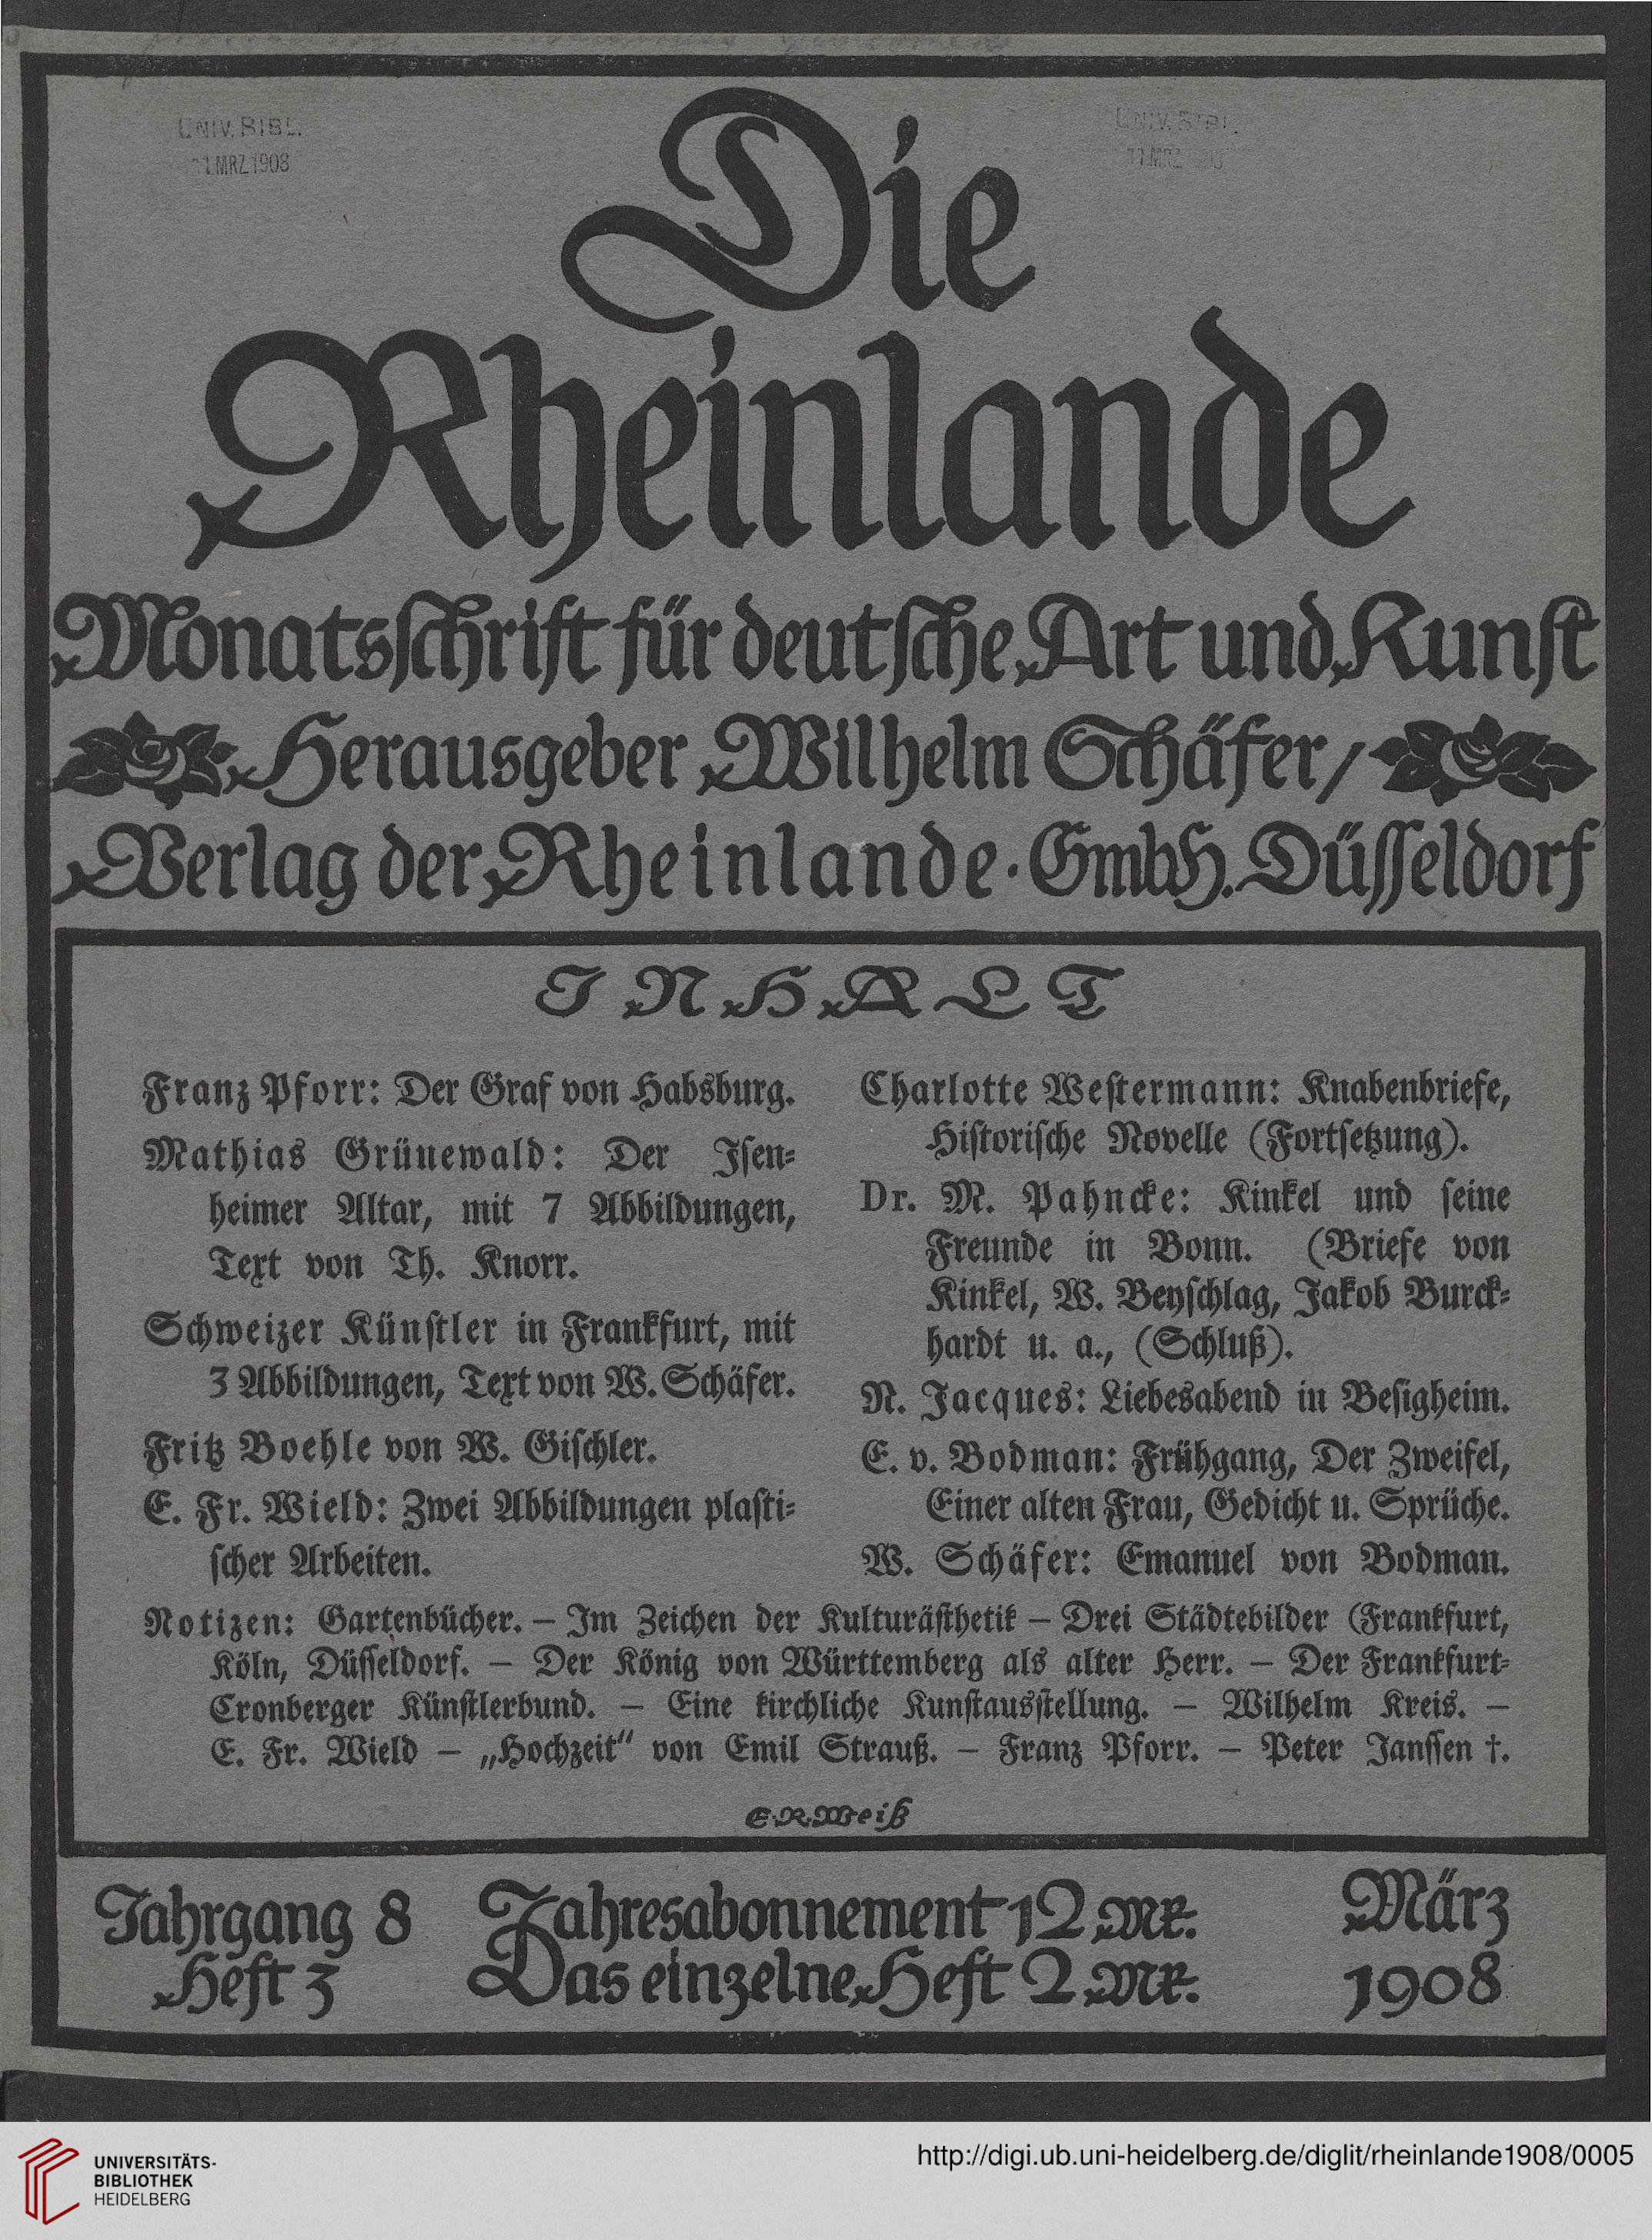 UNIV. BIBL.
MRZ 1908
UNIV. BIBL.
Die
Rheinlande
Monatsschrift für deutsche Art und Kunst
Herausgeber Wilhelm Schäfer /
Verlag der Rheinlande · GmbH. Düsseldorf
INHALT
Franz Pforr: Der Graf von Habsburg.
Mathias Grünewald: Der Isen-
heimer Altar, mit 7 Abbildungen,
Text von Th. Knorr.
Schweizer Künstler in Frankfurt, mit
3 Abbildungen, Text von W. Schäfer.
Fritz Boehle von W. Gischler.
E. Fr. Wield: Zwei Abbildungen plasti-
scher Arbeiten.
Charlotte Westermann: Knabenbriefe,
Historische Novelle (Fortsetzung).
Dr. M. Pahncke: Kinkel und seine
Freunde in Bonn. (Briefe von
Kinkel, W. Beyschlag, Jakob Burck-
hardt u. a., (Schluß).
N. Jacques: Liebesabend in Besigheim.
E. v. Bodman: Frühgang, Der Zweifel,
Einer alten Frau, Gedicht u. Sprüche.
W. Schäfer: Emanuel von Bodman.
Notizen: Gartenbücher. – Im Zeichen der Kulturästhetik – Drei Städtebilder (Frankfurt,
Köln, Düsseldorf. – Der König von Württemberg als alter Herr. – Der Frankfurt-
Cronberger Künstlerbund. – Eine kirchliche Kunstausstellung. – Wilhelm Kreis. –
E. Fr. Wield – „Hochzeit“ von Emil Strauß. – Franz Pforr. – Peter Janssen †.
E.R.Weiß
Jahrgang 8
Heft 3
Jahresabonnement 12 Mk.
Das einzelne Heft 2 Mk.
März
1908
UNIVERSITÄTS-
BIBLIOTHEK
HEIDELBERG
http://digi.ub.uni-heidelberg.de/diglit/rheinlande1908/0005